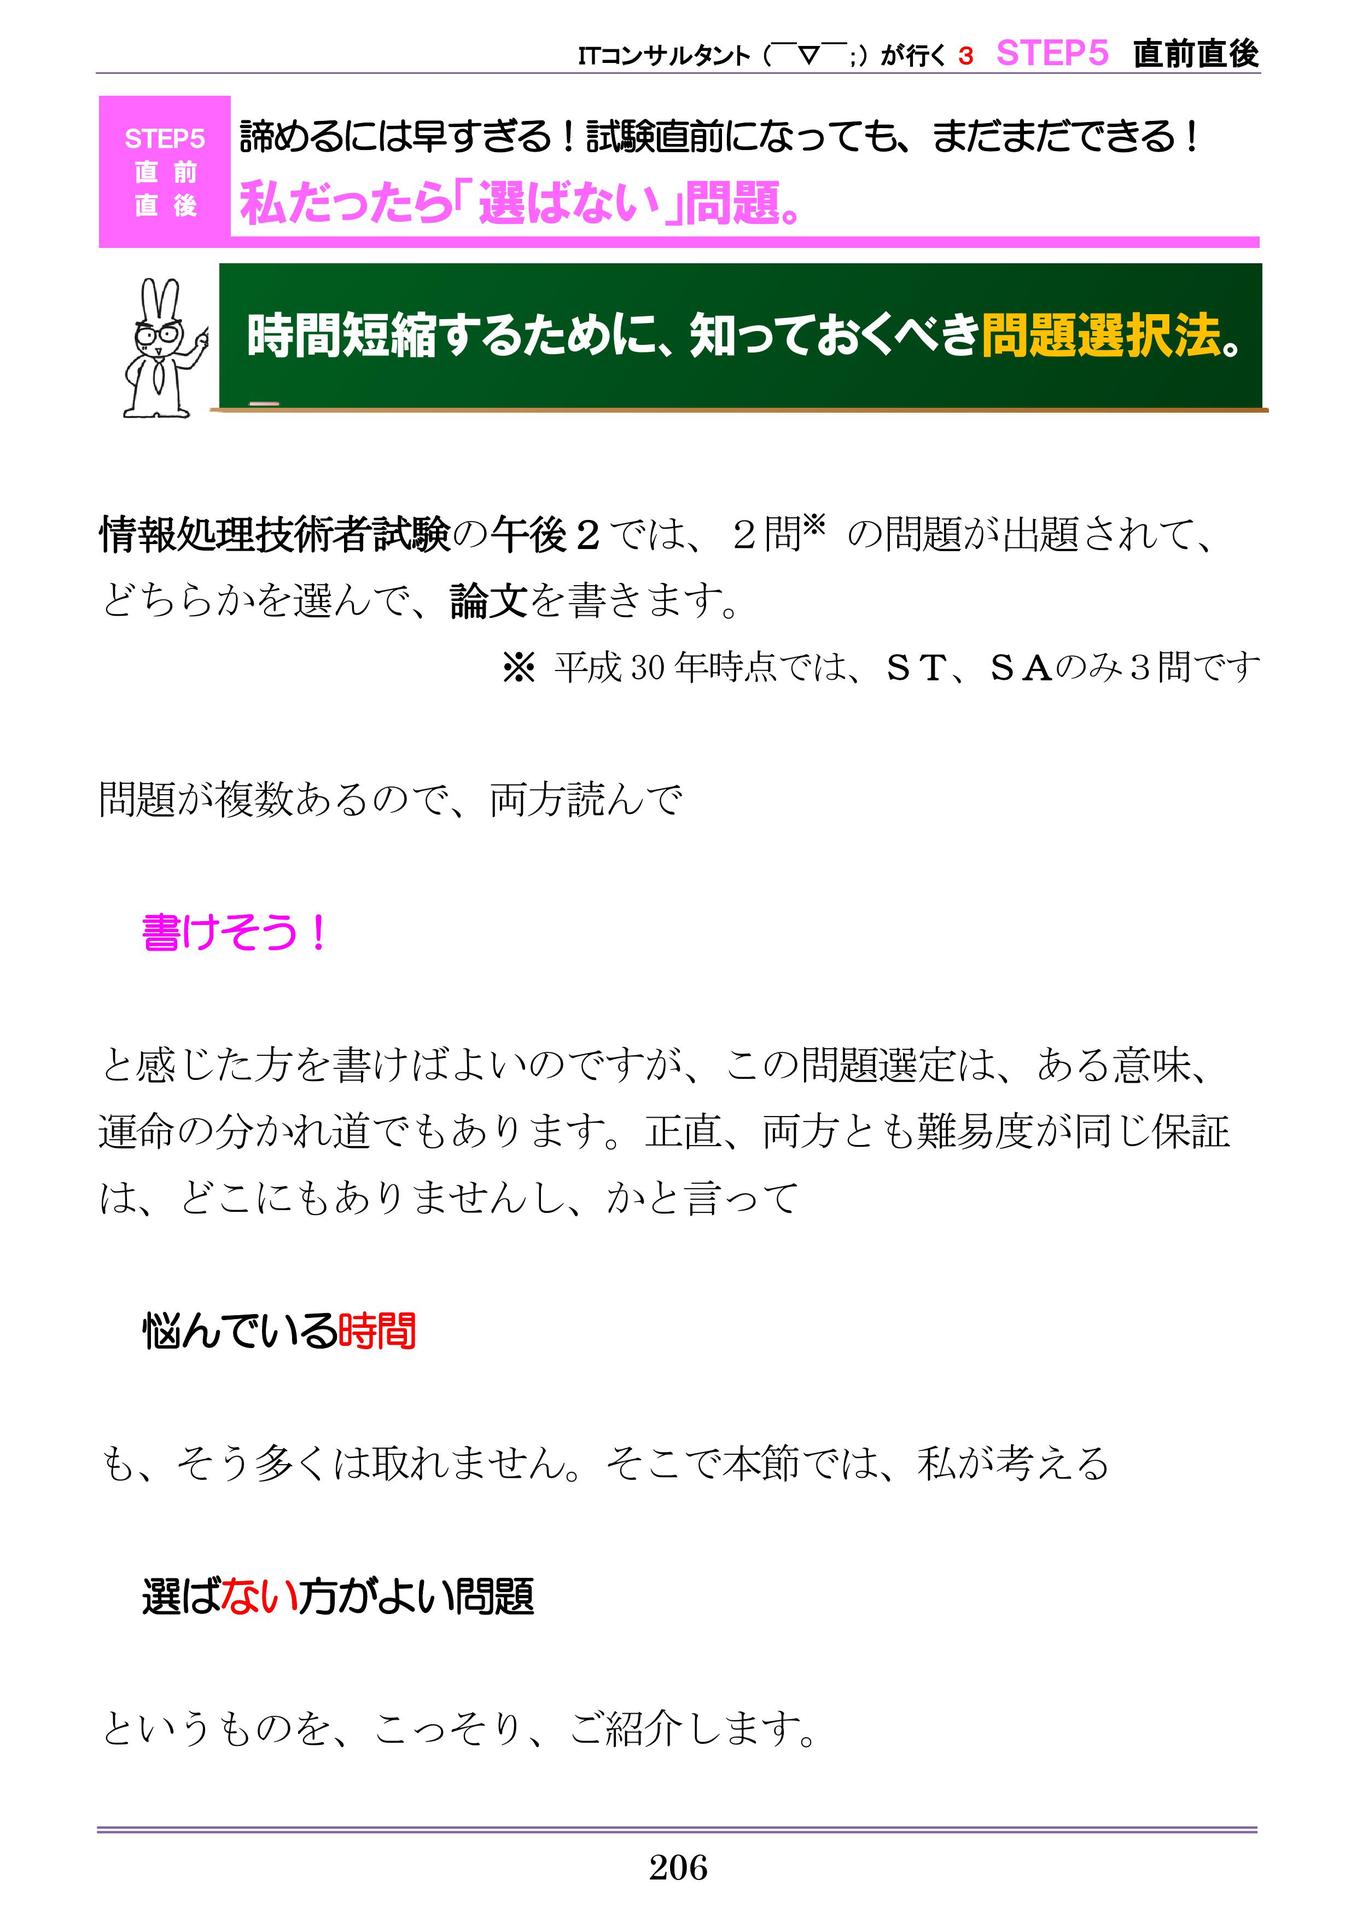 ITコンサルタント（￣▽￣；）が行く 3 STEP5 直前直後
STEP5
直 前
直 後
諦めるには早すぎる！試験直前になっても、まだまだできる！
私だったら「選ばない」問題。
時間短縮するために、知っておくべき問題選択法。
情報処理技術者試験の午後２では、２問※ の問題が出題されて、
どちらかを選んで、論文を書きます。
※ 平成 30 年時点では、ＳＴ、ＳＡのみ３問です
問題が複数あるので、両方読んで
書けそう！
と感じた方を書けばよいのですが、この問題選定は、ある意味、
運命の分かれ道でもあります。正直、両方とも難易度が同じ保証
は、どこにもありませんし、かと言って
悩んでいる時間
も、そう多くは取れません。そこで本節では、私が考える
選ばない方がよい問題
というものを、こっそり、ご紹介します。
206